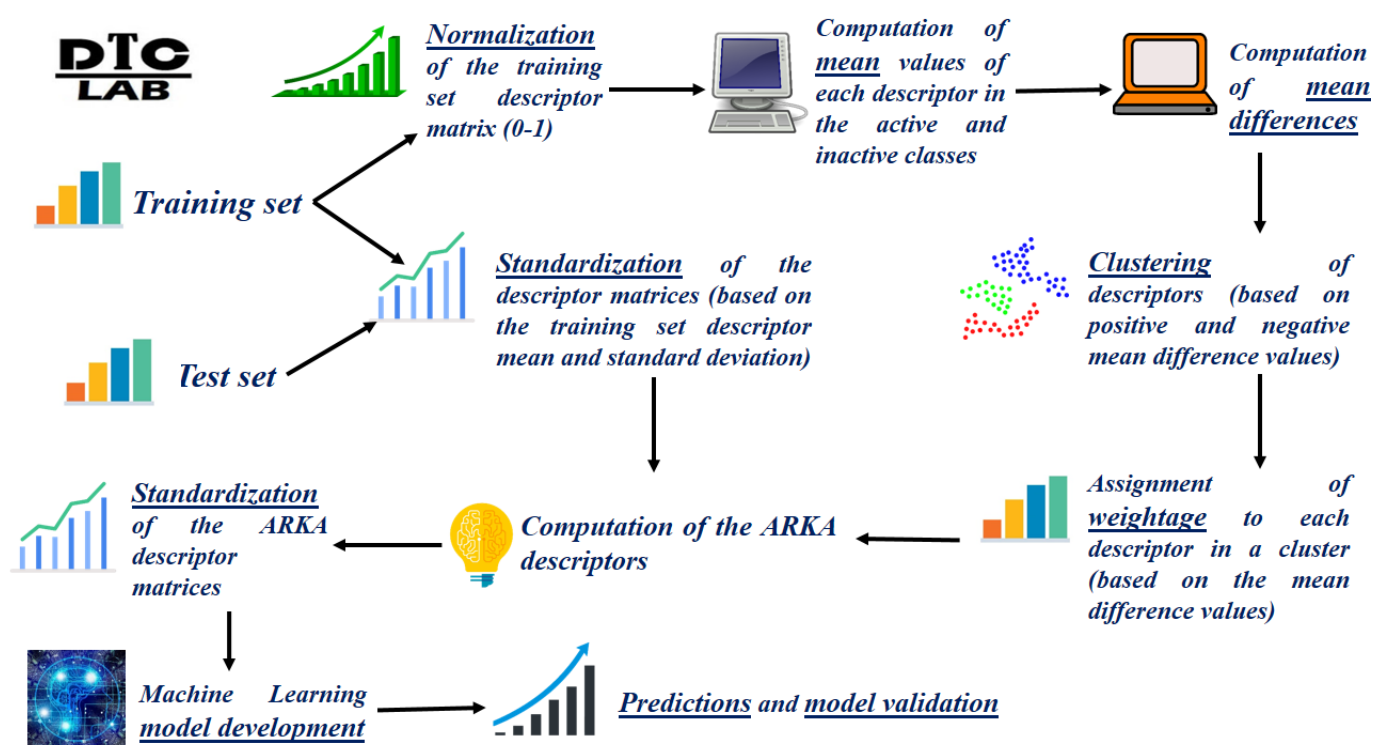 DTC
LAB
Normalization
of the training
set descriptor
matrix (0-1)
Computation of
mean values of
each descriptor in
the active and
inactive classes
Computation
of mean
differences
Training set
Standardization of the
descriptor matrices (based on
the training set descriptor
mean and standard deviation)
Clustering of
descriptors (based on
positive and negative
mean difference values)
Test set
Standardization
of the ARKA
descriptor
matrices
Computation of the ARKA
descriptors
Assignment of
weightage to each
descriptor in a cluster
(based on the mean
difference values)
Machine Learning
model development
Predictions and model validation